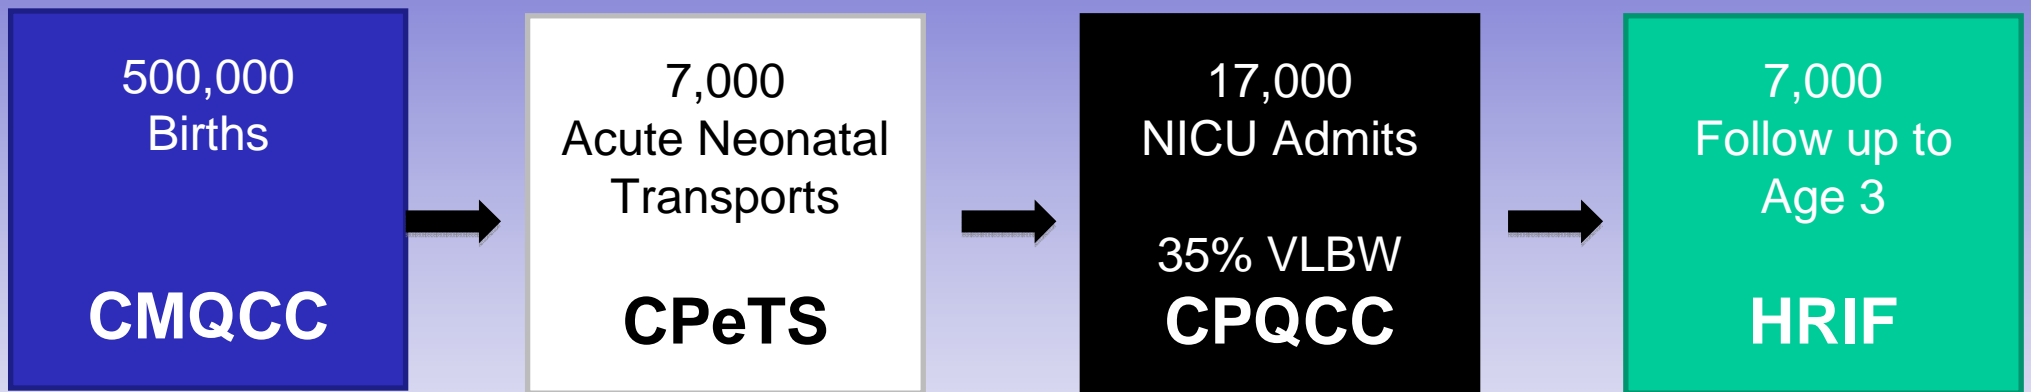 500,000
Births
CMQCC
7,000
Acute Neonatal
Transports
CPeTS
17,000
NICU Admits
35% VLBW
CPQCC
7,000
Follow up to
Age 3
HRIF